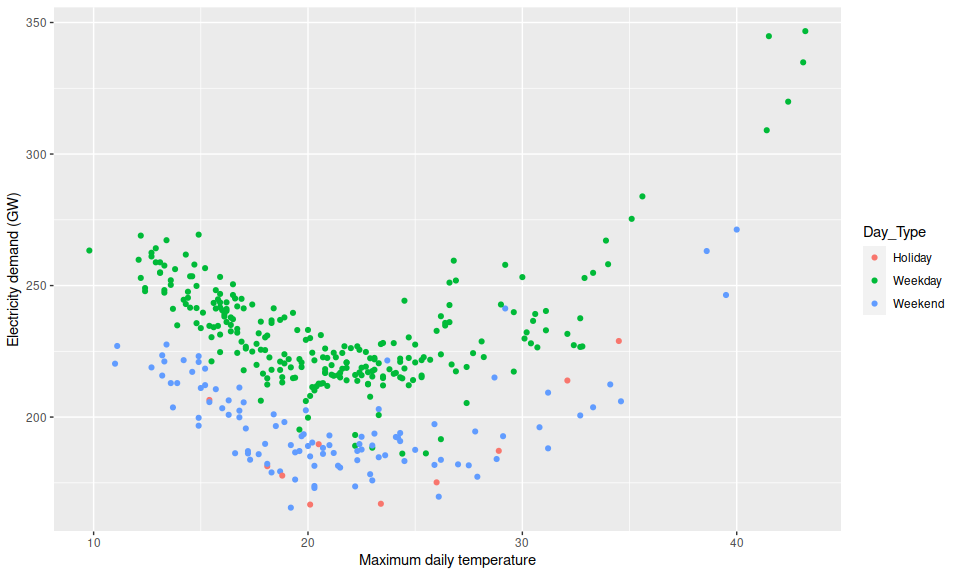 350
300
250
200
Electricity demand (GW)
10 20 30 40
Maximum daily temperature
Day_Type
Holiday
Weekday
Weekend